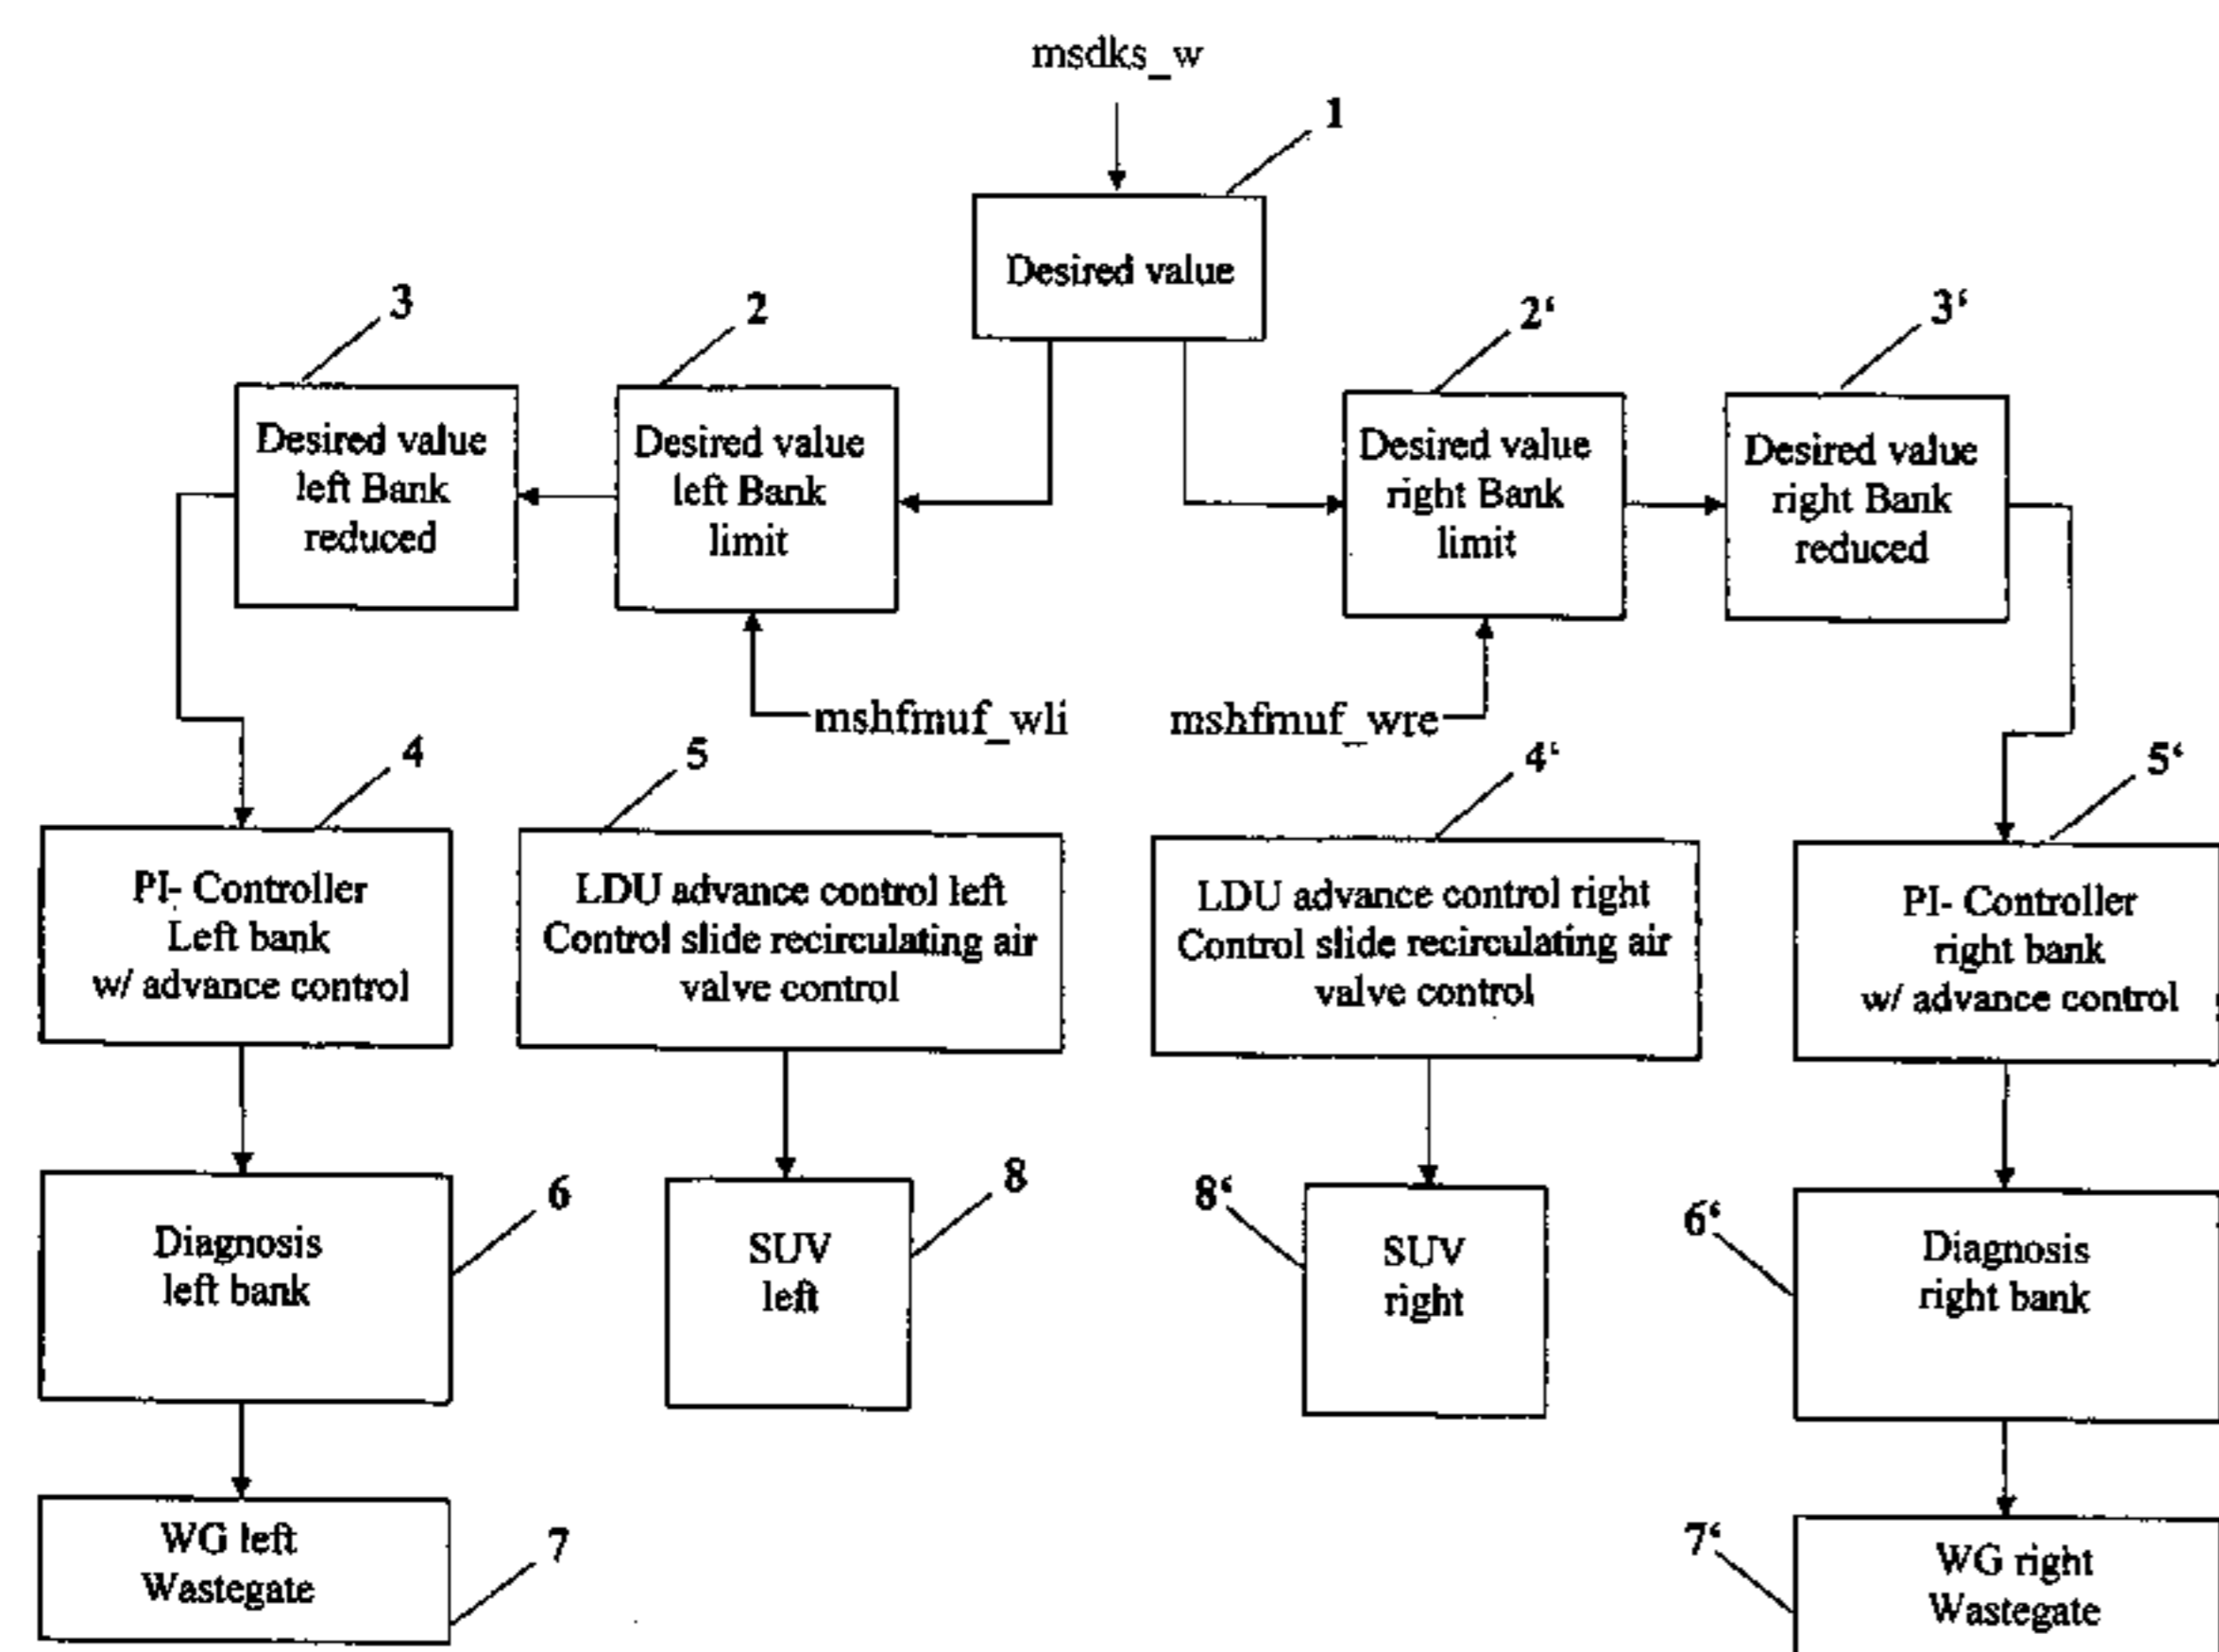 msdks_w
1
Desired value
3
2
2‘
3‘
Desired value
left Bank
reduced
Desired value
left Bank
limit
Desired value
right Bank
limit
Desired value
right Bank
reduced
mshfmuf_wli
mshfmuf_wre
4
5
4‘
5‘
PI- Controller
Left bank
w/ advance control
LDU advance control left
Control slide recirculating air
valve control
LDU advance control right
Control slide recirculating air
valve control
PI- Controller
right bank
w/ advance control
6
8
8‘
6‘
Diagnosis
left bank
SUV
left
SUV
right
Diagnosis
right bank
7
7‘
WG left
Wastegate
WG right
Wastegate